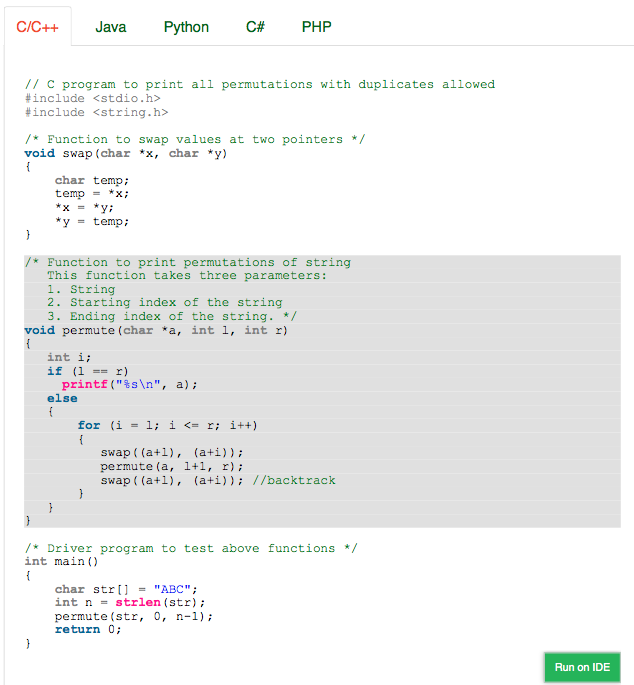 C/C++ Java Python C# PHP
// C program to print all permutations with duplicates allowed
#include <stdio.h>
#include <string.h>
/* Function to swap values at two pointers */
void swap(char *x, char *y)
{
    char temp;
    temp = *x;
    *x = *y;
    *y = temp;
}
/* Function to print permutations of string
   This function takes three parameters:
   1. String
   2. Starting index of the string
   3. Ending index of the string. */
void permute(char *a, int l, int r)
{
   int i;
   if (l == r)
     printf("%s\n", a);
   else
   {
       for (i = l; i <= r; i++)
       {
          swap((a+l), (a+i));
          permute(a, l+1, r);
          swap((a+l), (a+i)); //backtrack
       }
   }
}
/* Driver program to test above functions */
int main()
{
    char str[] = "ABC";
    int n = strlen(str);
    permute(str, 0, n-1);
    return 0;
}
Run on IDE